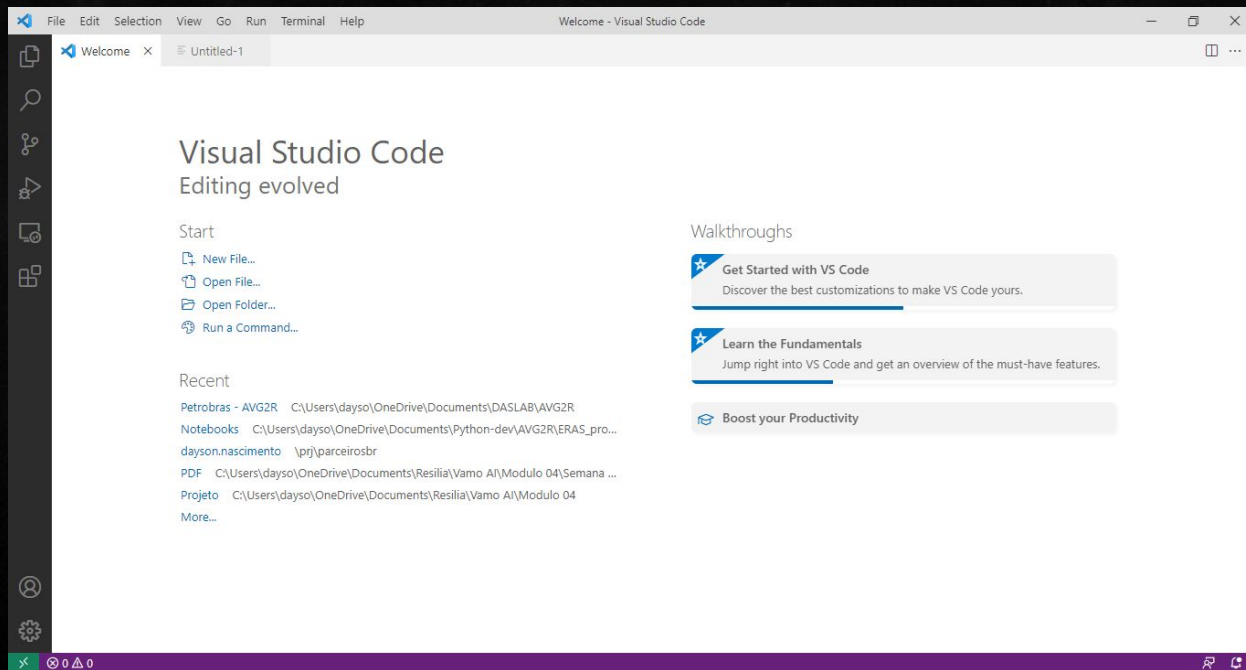 File Edit Selection View Go Run Terminal Help Welcome - Visual Studio Code
Welcome Untitled-1
Visual Studio Code
Editing evolved
Start
New File...
Open File...
Open Folder...
Run a Command...
Recent
Petrobras - AVG2R C:\Users\dayso\OneDrive\Documents\DASLAB\AVG2R
Notebooks C:\Users\dayso\OneDrive\Documents\Python-dev\AVG2R\ERAS_pro...
dayson.nascimento \prj\parceirosbr
PDF C:\Users\dayso\OneDrive\Documents\Resilia\Vamo AI\Modulo 04\Semana ...
Projeto C:\Users\dayso\OneDrive\Documents\Resilia\Vamo AI\Modulo 04
More...
Walkthroughs
Get Started with VS Code
Discover the best customizations to make VS Code yours.
Learn the Fundamentals
Jump right into VS Code and get an overview of the must-have features.
Boost your Productivity
0 0